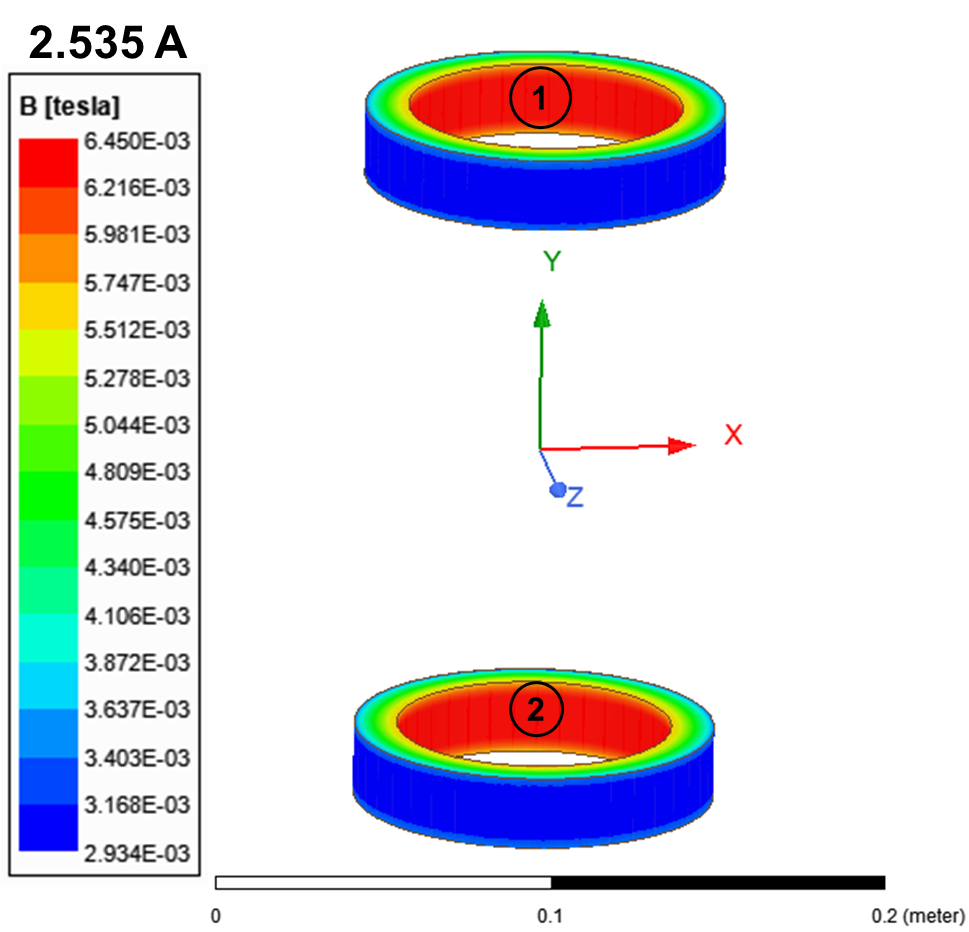 2.535 A
B [tesla]
6.450E-03
6.216E-03
5.981E-03
5.747E-03
5.512E-03
5.278E-03
5.044E-03
4.809E-03
4.575E-03
4.340E-03
4.106E-03
3.872E-03
3.637E-03
3.403E-03
3.168E-03
2.934E-03
1
Y
X
Z
2
0
0.1
0.2 (meter)